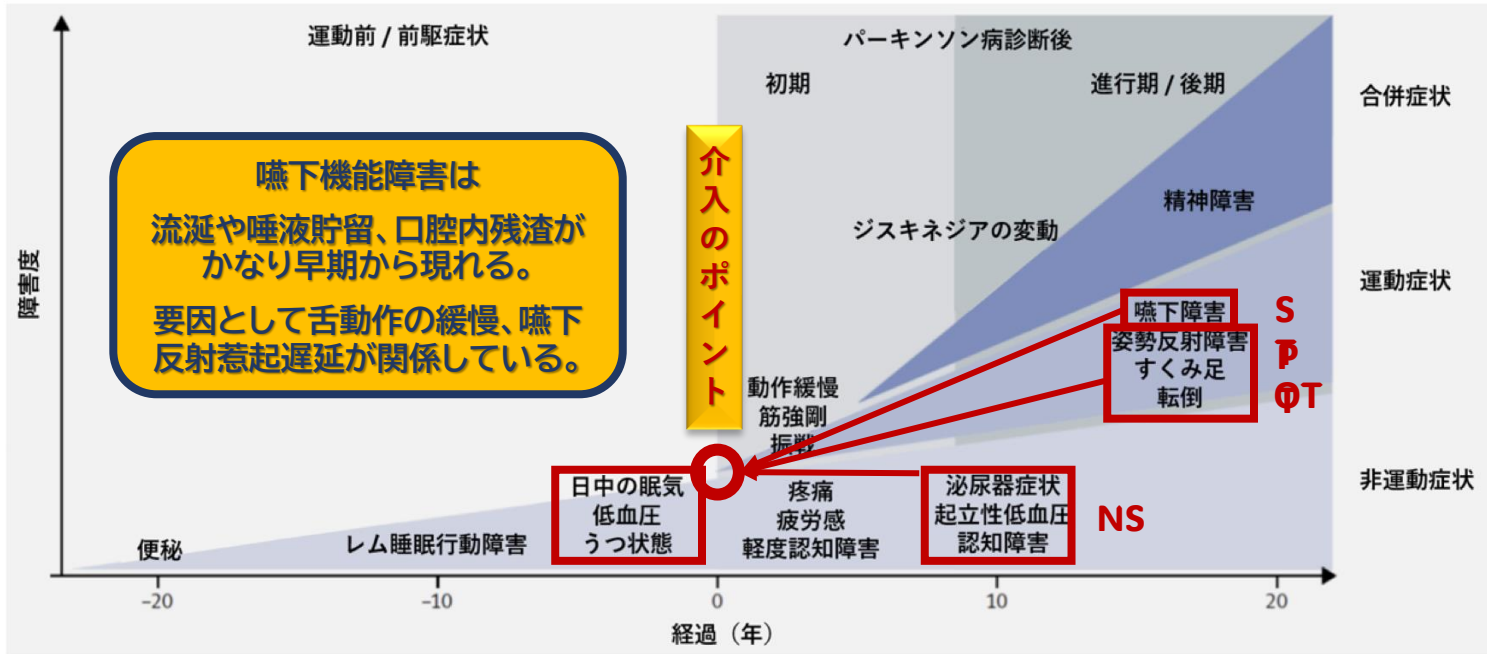 運動前 / 前駆症状
パーキンソン病診断後
初期
進行期 / 後期
合併症状
嚥下機能障害は
流涎や唾液貯留、口腔内残渣が
かなり早期から現れる。
要因として舌動作の緩慢、嚥下
反射惹起遅延が関係している。
介入のポイント
精神障害
ジスキネジアの変動
障害度
運動症状
嚥下障害
S
姿勢反射障害
すくみ足
転倒
動作緩慢
筋強剛
振戦
非運動症状
日中の眠気
低血圧
うつ状態
疼痛
疲労感
軽度認知障害
泌尿器症状
起立性低血圧
認知障害
NS
便秘
レム睡眠行動障害
–20
–10
0
10
20
経過（年）